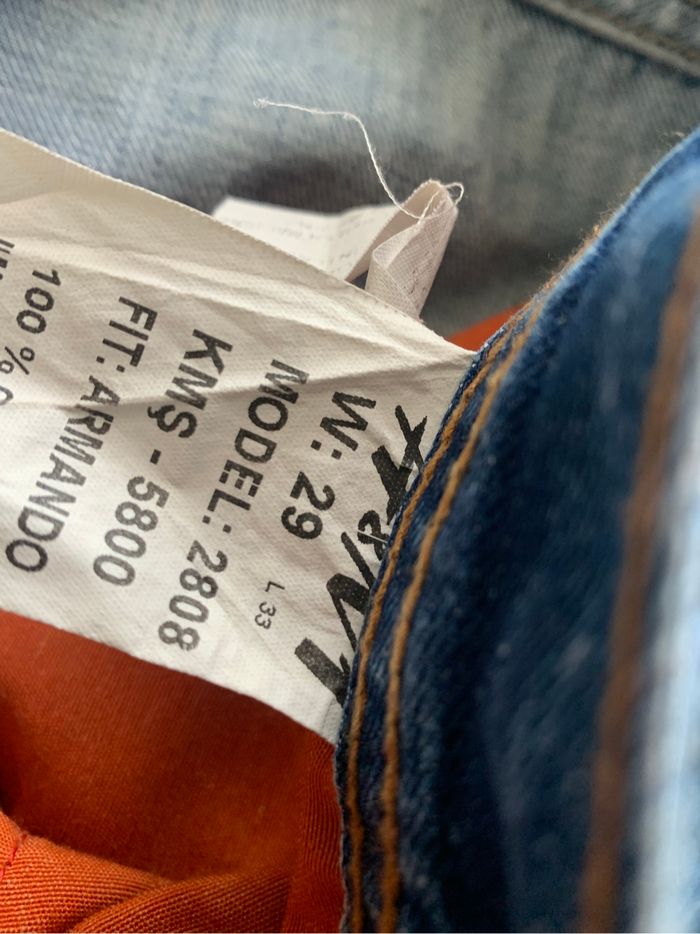 W: 29
L 33
MODEL: 2808
KMŞ - 5800
FIT: ARMANDO
100 %